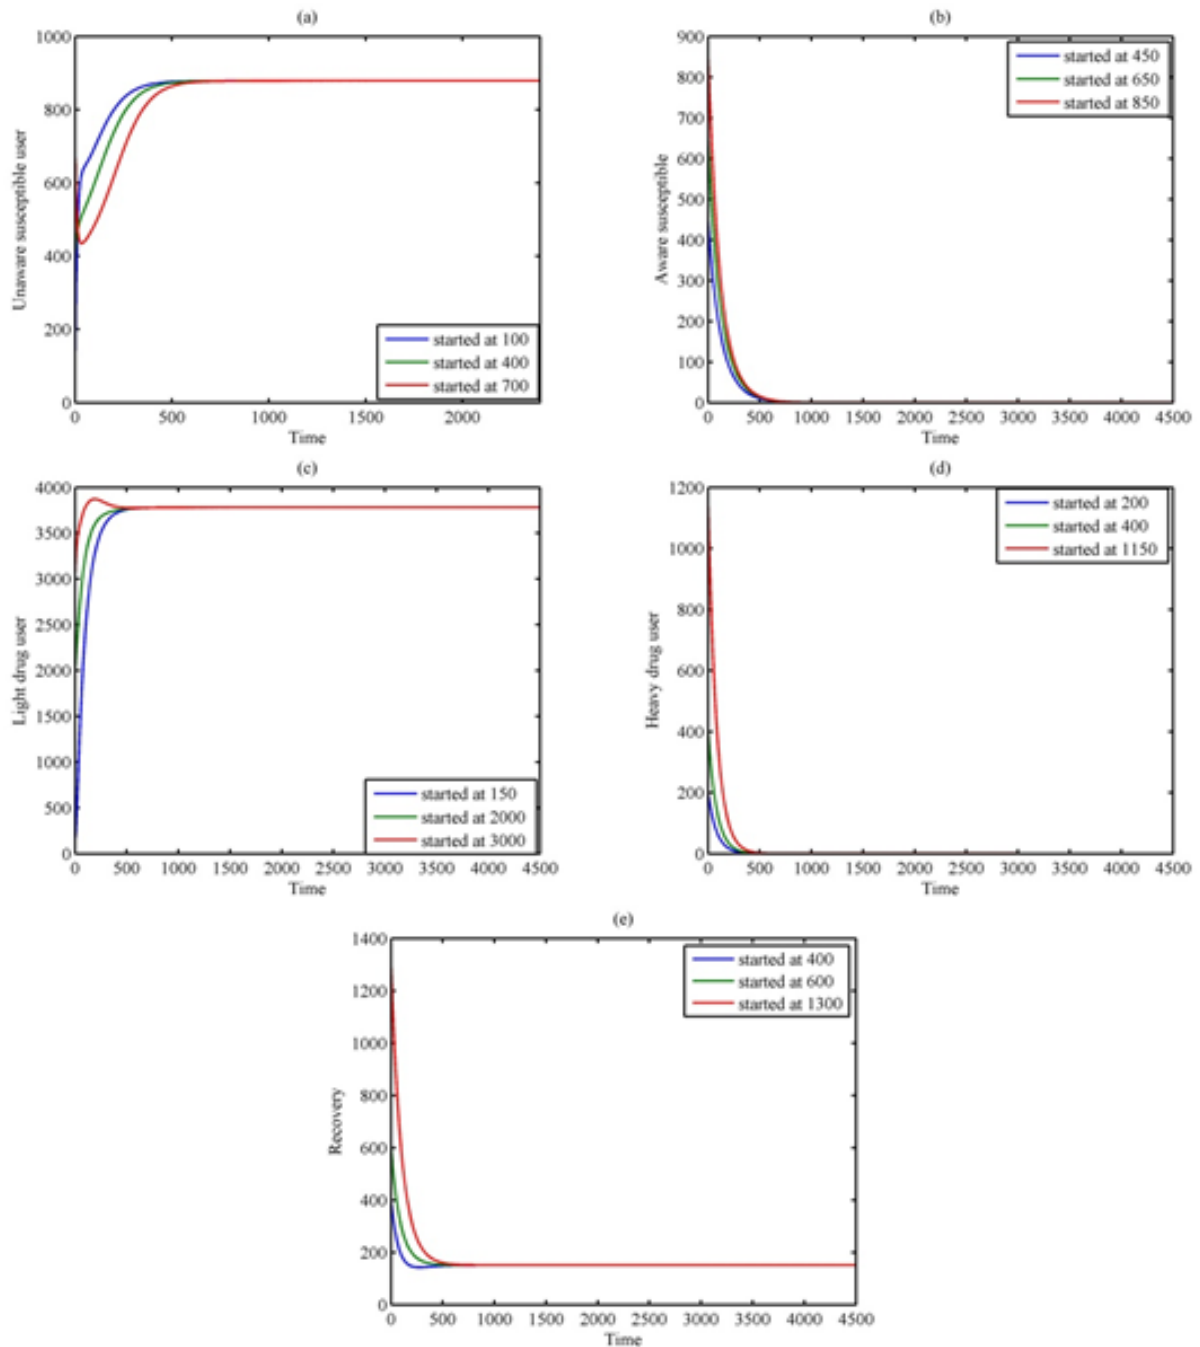 (a)
1000
800
600
400
200
0
Unaware susceptible user
started at 100
started at 400
started at 700
0 500 1000 1500 2000
Time
(b)
900
800
700
600
500
400
300
200
100
0
Aware susceptible
started at 450
started at 650
started at 850
0 500 1000 1500 2000 2500 3000 3500 4000 4500
Time
(c)
4000
3500
3000
2500
2000
1500
1000
500
0
Light drug user
started at 150
started at 2000
started at 3000
0 500 1000 1500 2000 2500 3000 3500 4000 4500
Time
(d)
1200
1000
800
600
400
200
0
Heavy drug user
started at 200
started at 400
started at 1150
0 500 1000 1500 2000 2500 3000 3500 4000 4500
Time
(e)
1400
1200
1000
800
600
400
200
0
Recovery
started at 400
started at 600
started at 1300
0 500 1000 1500 2000 2500 3000 3500 4000 4500
Time